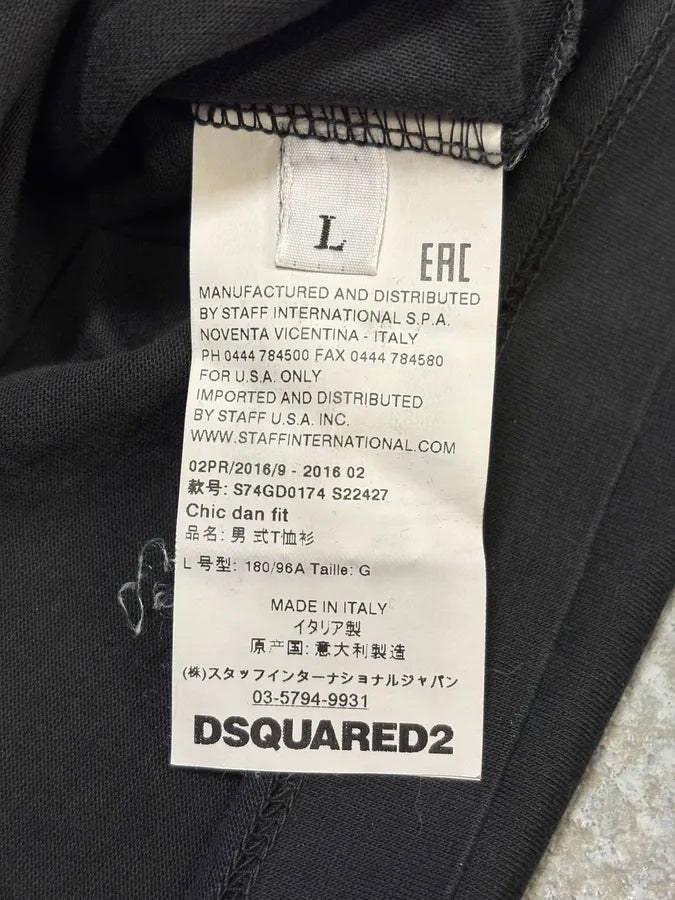 L
EAC
MANUFACTURED AND DISTRIBUTED
BY STAFF INTERNATIONAL S.P.A.
NOVENTA VICENTINA - ITALY
PH 0444 784500 FAX 0444 784580
FOR U.S.A. ONLY
IMPORTED AND DISTRIBUTED
BY STAFF U.S.A. INC.
WWW.STAFFINTERNATIONAL.COM
02PR/2016/9 - 2016 02
款号: S74GD0174 S22427
Chic dan fit
品名: 男 式T恤衫
L 号型: 180/96A Taille: G
MADE IN ITALY
イタリア製
原产国: 意大利製造
(株)スタッフインターナショナルジャパン
03-5794-9931
DSQUARED2